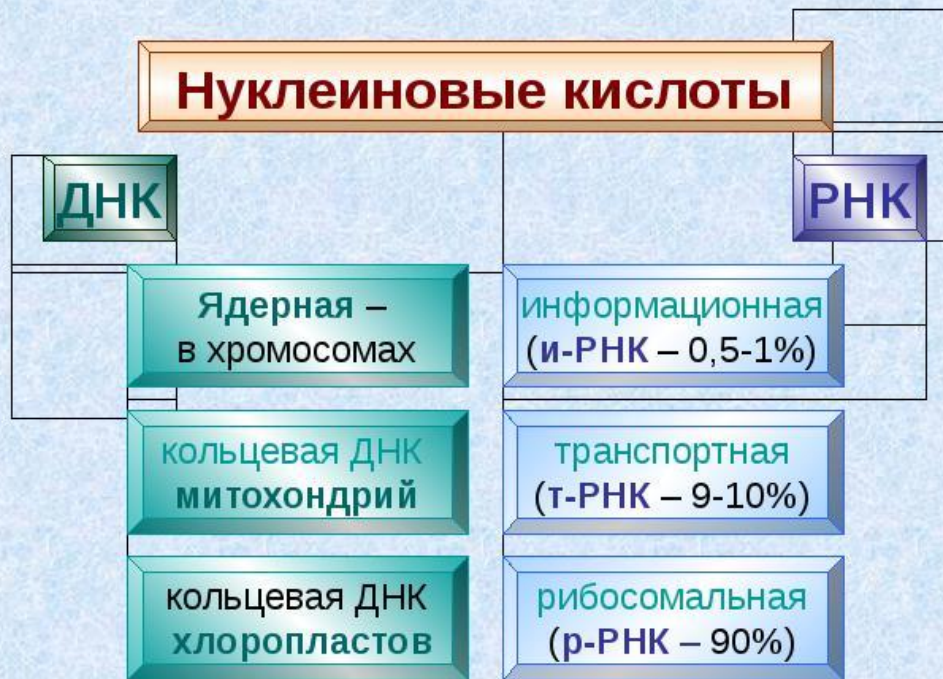 Нуклеиновые кислоты
ДНК
РНК
Ядерная –
в хромосомах
информационная
(и-РНК – 0,5-1%)
кольцевая ДНК
митохондрий
транспортная
(т-РНК – 9-10%)
кольцевая ДНК
хлоропластов
рибосомальная
(р-РНК – 90%)